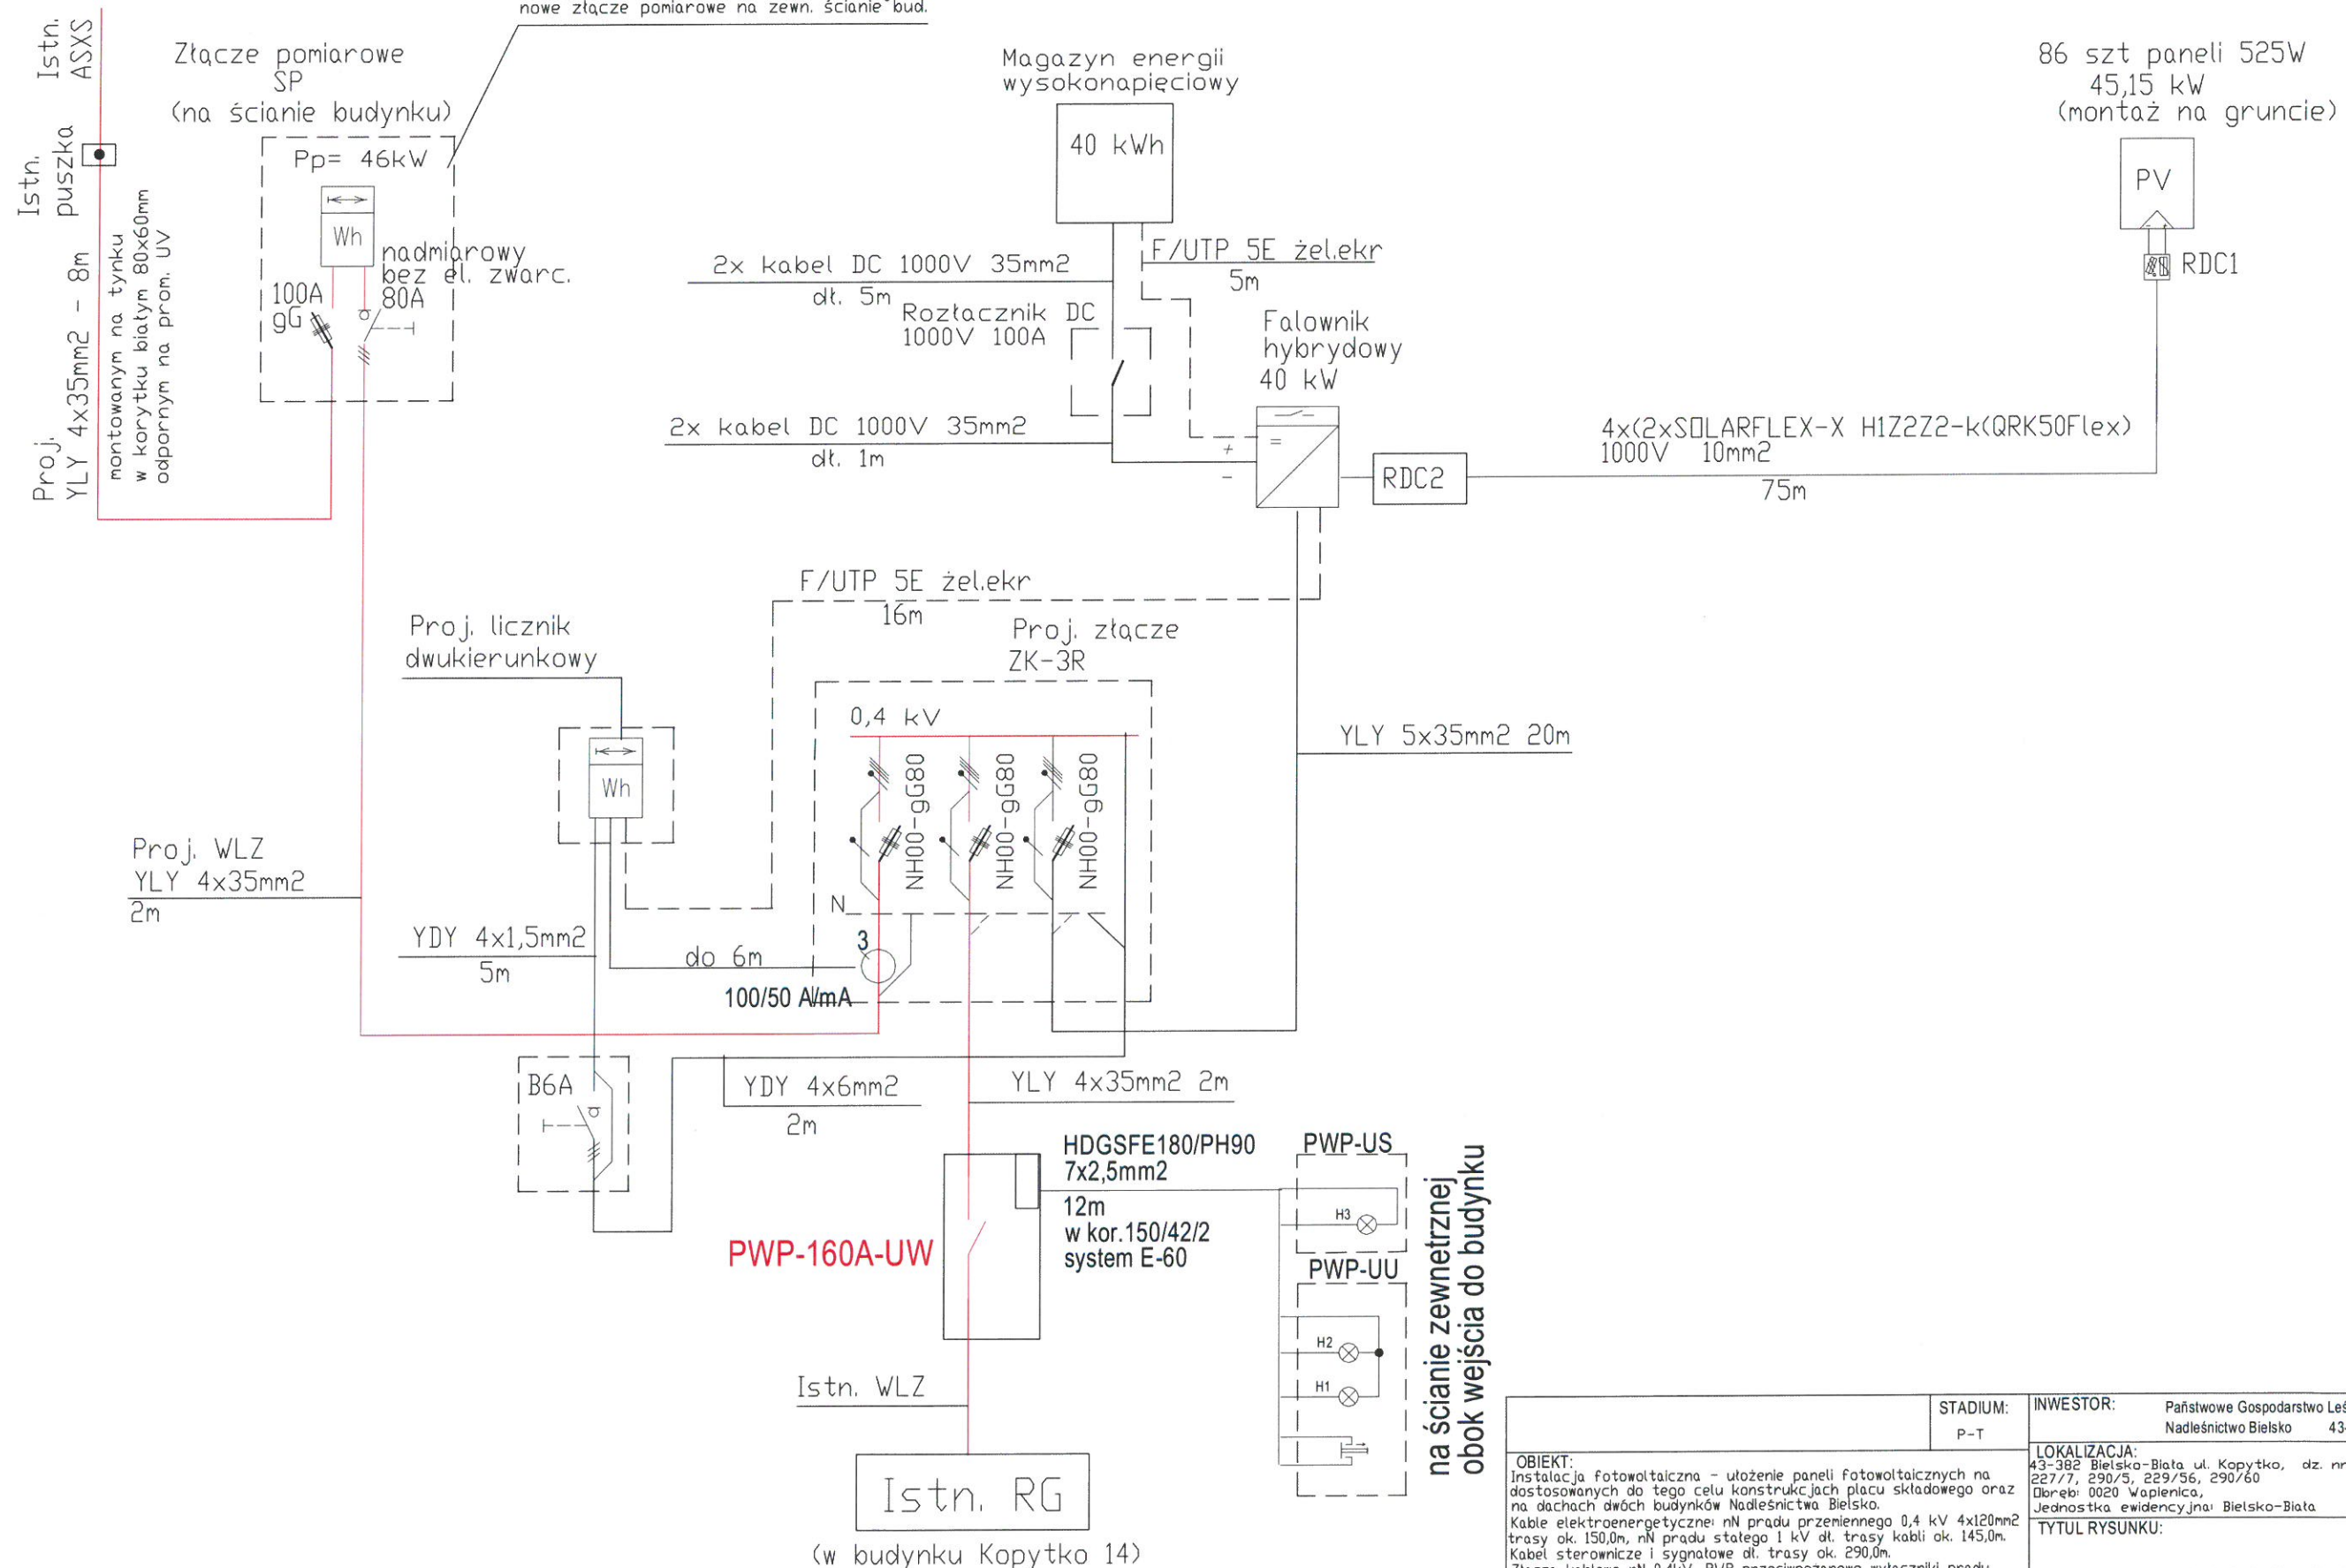 nowe złącze pomiarowe na zewn. ścianie bud.
Istn.
ASXS
Istn.
puszka
Proj.
YLY 4x35mm2 - 8m
montowanym na tynku
w korytku białym 80x60mm
odpornym na prom. UV
Złącze pomiarowe
SP
(na ścianie budynku)
Pp= 46kW
Wh
nadmiarowy
bez el. zwarc.
80A
100A
gG
Magazyn energii
wysokonapięciowy
40 kWh
2x kabel DC 1000V 35mm2
dł. 5m
F/UTP 5E żel.ekr
5m
Rozłacznik DC
1000V 100A
Falownik
hybrydowy
40 kW
2x kabel DC 1000V 35mm2
dł. 1m
=
+
-
RDC2
86 szt paneli 525W
45,15 kW
(montaż na gruncie)
PV
RDC1
4x(2xSOLARFLEX-X H1Z2Z2-k(QRK50Flex)
1000V 10mm2
75m
F/UTP 5E żel.ekr
16m
Proj. licznik
dwukierunkowy
Wh
Proj. złącze
ZK-3R
0,4 kV
NH00-gG80
NH00-gG80
NH00-gG80
N
3
100/50 A/mA
YLY 5x35mm2 20m
Proj. WLZ
YLY 4x35mm2
2m
YDY 4x1,5mm2
5m
do 6m
B6A
YDY 4x6mm2
2m
YLY 4x35mm2 2m
HDGSFE180/PH90
7x2,5mm2
12m
w kor.150/42/2
system E-60
PWP-160A-UW
PWP-US
H3
PWP-UU
H2
H1
na ścianie zewnetrznej
obok wejścia do budynku
Istn. WLZ
Istn. RG
(w budynku Kopytko 14)
STADIUM:
P-T
INWESTOR:
Państwowe Gospodarstwo Leś
Nadleśnictwo Bielsko 43-
OBIEKT:
Instalacja fotowoltaiczna - ułożenie paneli fotowoltaicznych na
dostosowanych do tego celu konstrukcjach placu składowego oraz
na dachach dwóch budynków Nadleśnictwa Bielsko.
Kable elektroenergetyczne: nN prądu przemiennego 0,4 kV 4x120mm2
trasy ok. 150,0m, nN prądu stałego 1 kV dł. trasy kabli ok. 145,0m.
Kabel sterownicze i sygnałowe dł. trasy ok. 290,0m.
LOKALIZACJA:
43-382 Bielsko-Biała ul. Kopytko, dz. nr
227/7, 290/5, 229/56, 290/60
Obręb: 0020 Wapienica,
Jednostka ewidencyjna: Bielsko-Biała
TYTUŁ RYSUNKU: